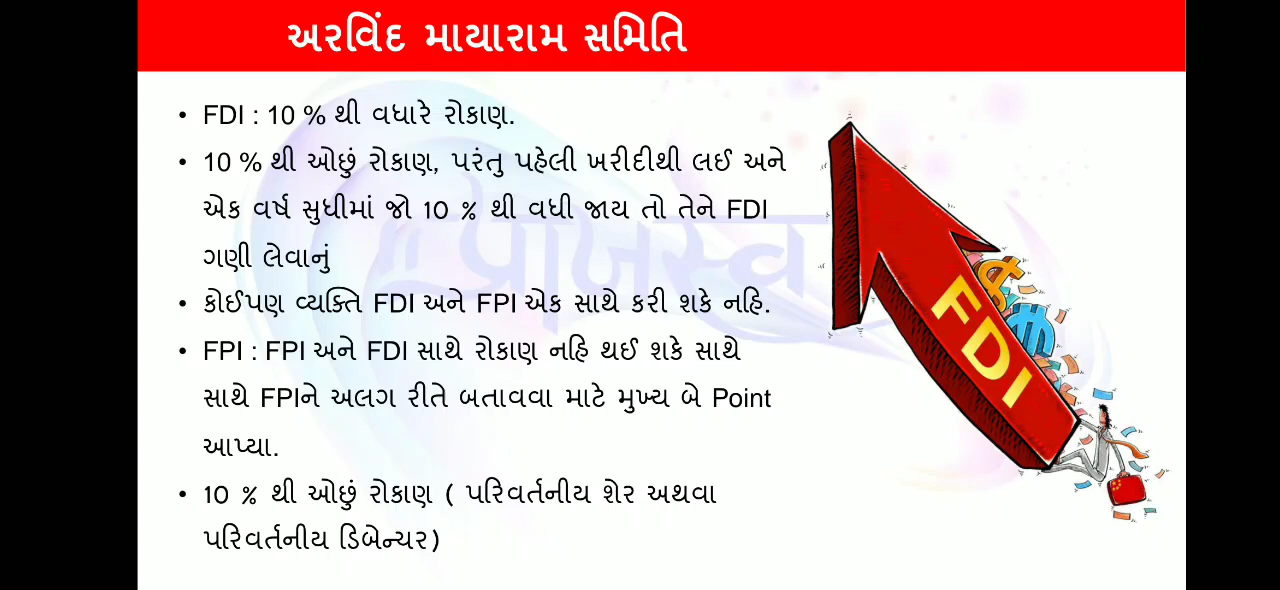 અરવિંદ માયારામ સમિતિ
• FDI : 10 % થી વધારે રોકાણ.
• 10 % થી ઓછું રોકાણ, પરંતુ પહેલી ખરીદીથી લઈ અને
એક વર્ષ સુધીમાં જો 10 % થી વધી જાય તો તેને FDI
ગણી લેવાનું
• કોઈપણ વ્યક્તિ FDI અને FPI એક સાથે કરી શકે નહિ.
• FPI : FPI અને FDI સાથે રોકાણ નહિ થઈ શકે સાથે
સાથે FPIને અલગ રીતે બતાવવા માટે મુખ્ય બે Point
આપ્યા.
• 10 % થી ઓછું રોકાણ ( પરિવર્તનીય શેર અથવા
પરિવર્તનીય ડિબેન્ચર)
FDI